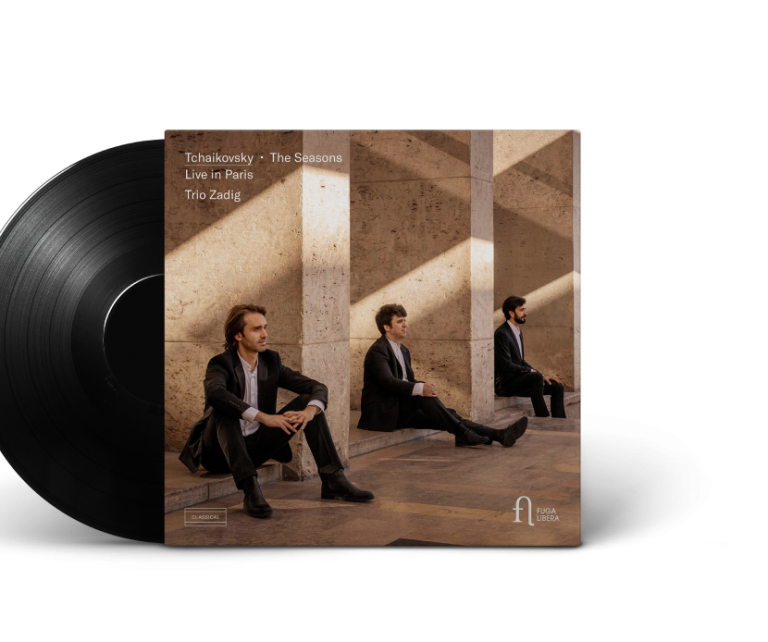 Tchaikovsky • The Seasons
Live in Paris
Trio Zadig
CLASSICAL
FUGA
LIBERA